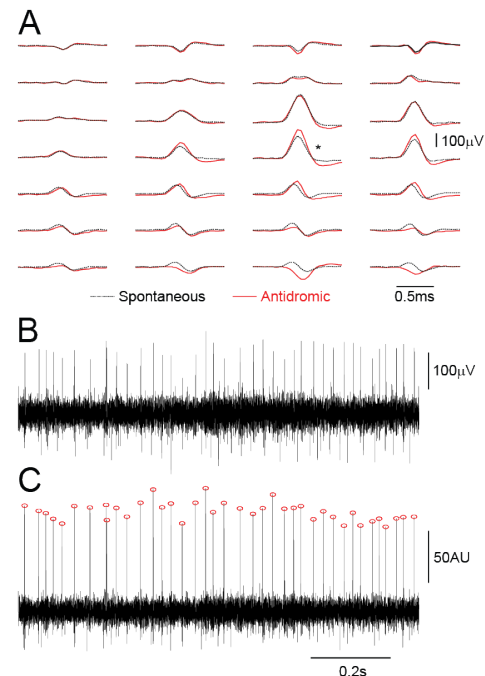 A
*
100μV
Spontaneous
Antidromic
0.5ms
B
100μV
C
50AU
0.2s